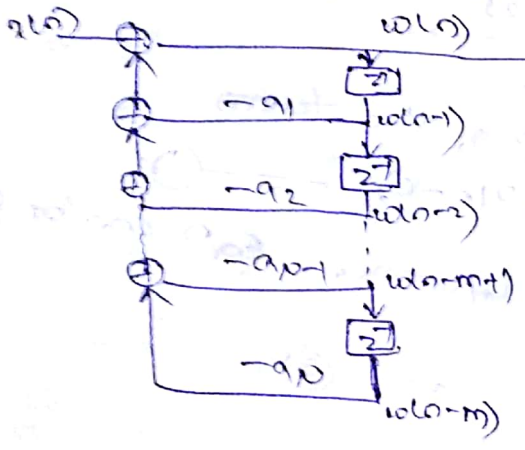 x(n) w(n)
z⁻¹
-a1 w(n-1)
z⁻¹
-a2 w(n-2)
-aN-1 w(n-m+1)
z⁻¹
-aN
w(n-m)